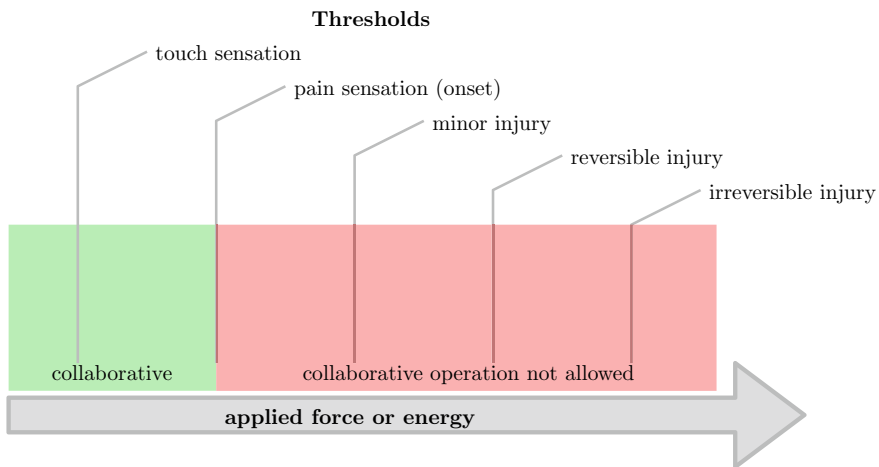 Thresholds
touch sensation
pain sensation (onset)
minor injury
reversible injury
irreversible injury
collaborative
collaborative operation not allowed
applied force or energy